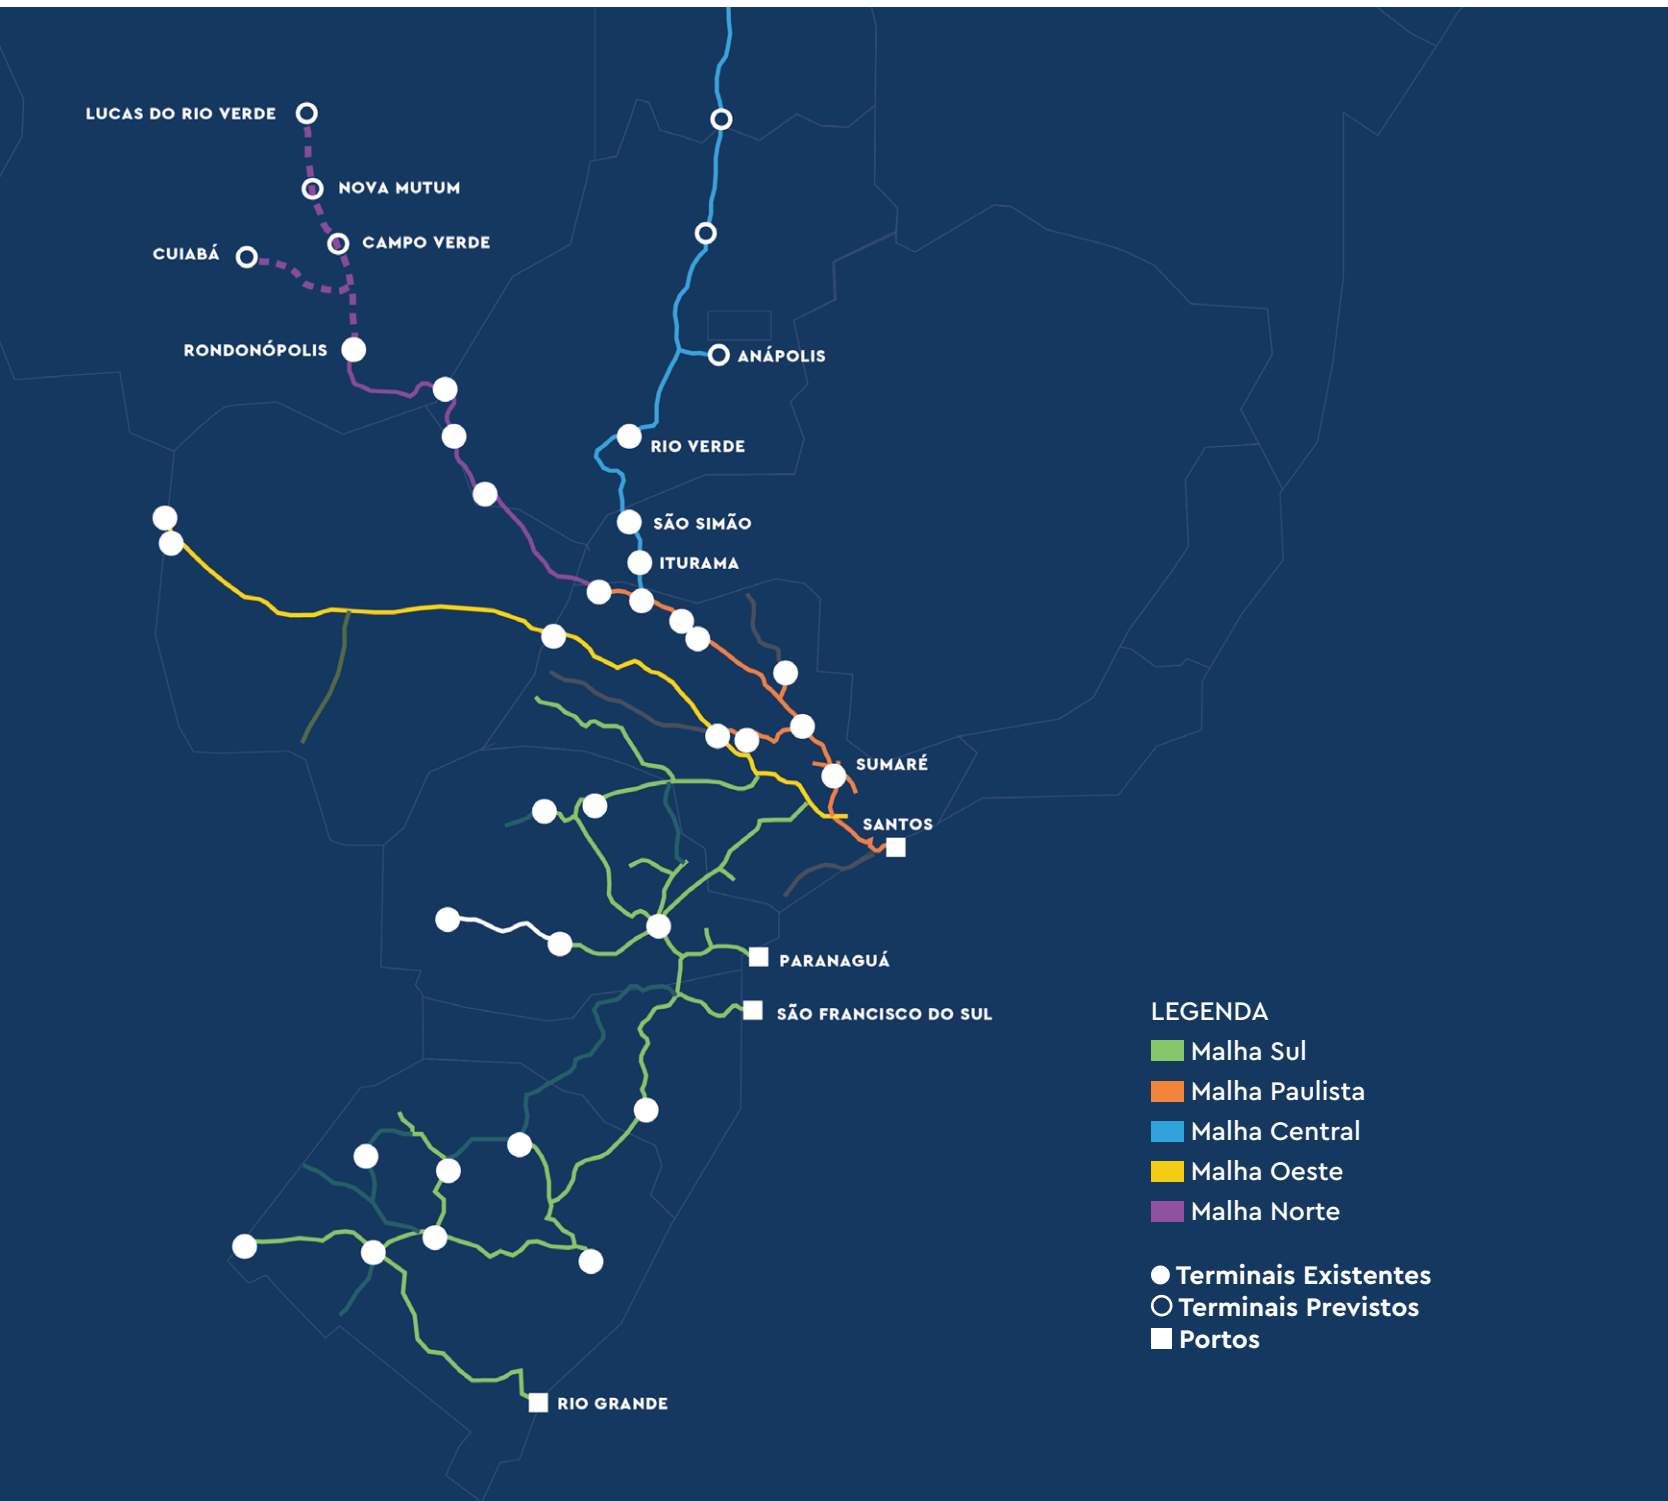 LUCAS DO RIO VERDE
NOVA MUTUM
CAMPO VERDE
CUIABÁ
RONDONÓPOLIS
ANÁPOLIS
RIO VERDE
SÃO SIMÃO
ITURAMA
SUMARÉ
SANTOS
PARANAGUÁ
SÃO FRANCISCO DO SUL
RIO GRANDE
LEGENDA
Malha Sul
Malha Paulista
Malha Central
Malha Oeste
Malha Norte
Terminais Existentes
Terminais Previstos
Portos